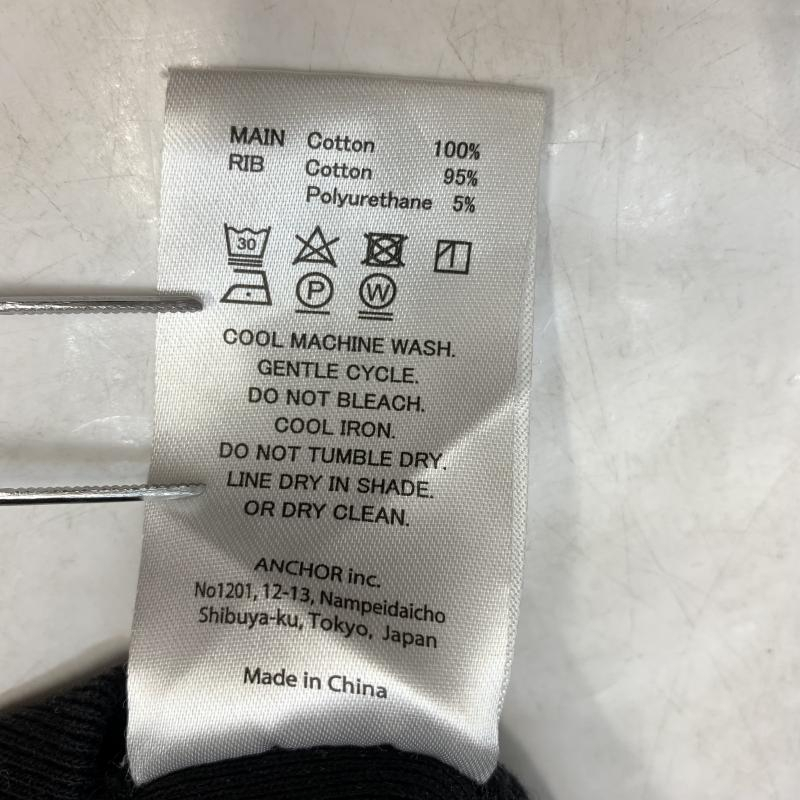 MAIN Cotton 100%
RIB Cotton 95%
Polyurethane 5%
30
P W
COOL MACHINE WASH.
GENTLE CYCLE.
DO NOT BLEACH.
COOL IRON.
DO NOT TUMBLE DRY.
LINE DRY IN SHADE.
OR DRY CLEAN.
ANCHOR inc.
No1201, 12-13, Nampeidaicho
Shibuya-ku, Tokyo, Japan
Made in China